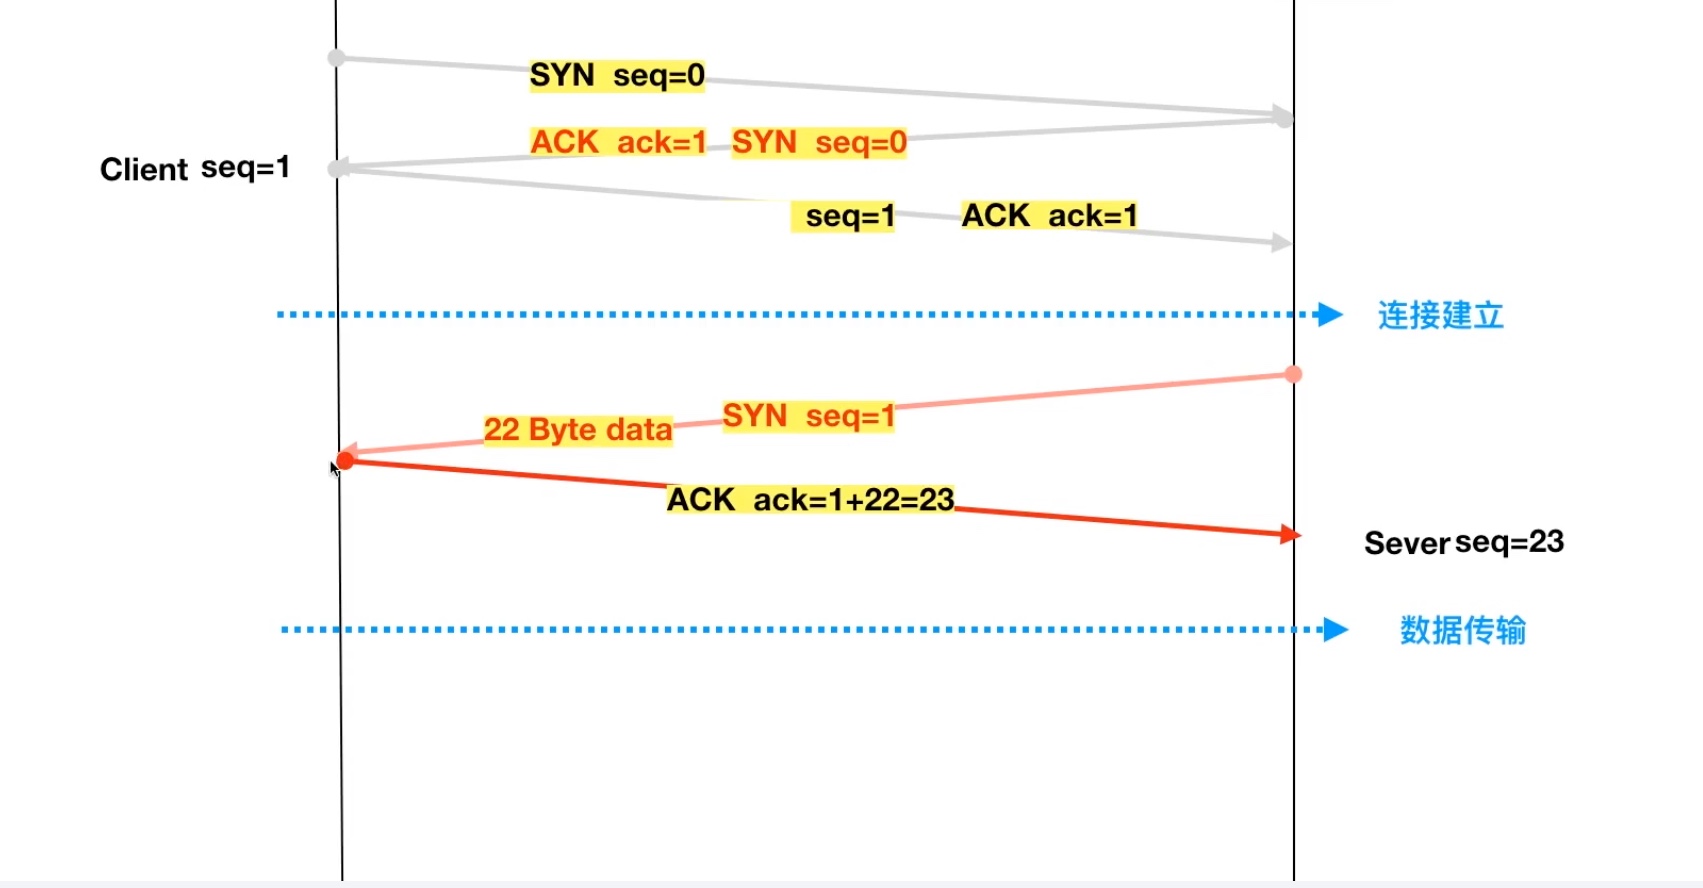 SYN seq=0
ACK ack=1 SYN seq=0
Client seq=1
seq=1 ACK ack=1
连接建立
22 Byte data SYN seq=1
ACK ack=1+22=23
Sever seq=23
数据传输